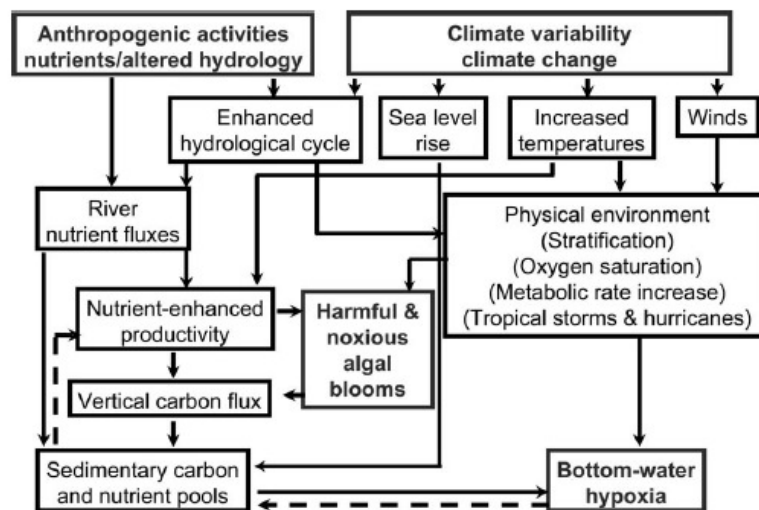 Anthropogenic activities
nutrients/altered hydrology
Climate variability
climate change
Enhanced
hydrological cycle
Sea level
rise
Increased
temperatures
Winds
River
nutrient fluxes
Physical environment
(Stratification)
(Oxygen saturation)
(Metabolic rate increase)
(Tropical storms & hurricanes)
Nutrient-enhanced
productivity
Harmful &
noxious
algal
blooms
Vertical carbon flux
Sedimentary carbon
and nutrient pools
Bottom-water
hypoxia